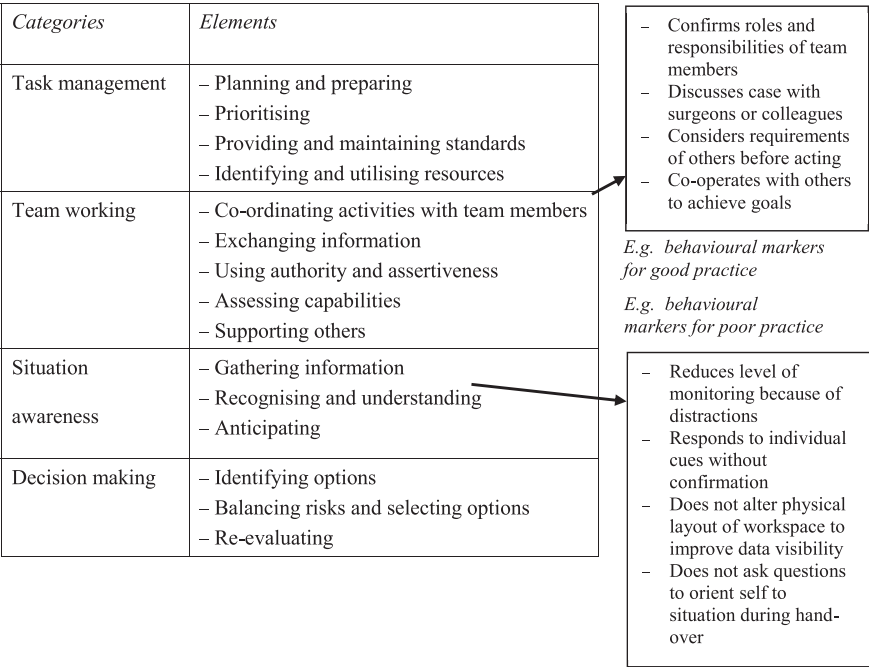 Categories
Elements
Task management
– Planning and preparing
– Prioritising
– Providing and maintaining standards
– Identifying and utilising resources
Team working
– Co-ordinating activities with team members
– Exchanging information
– Using authority and assertiveness
– Assessing capabilities
– Supporting others
Situation
awareness
– Gathering information
– Recognising and understanding
– Anticipating
Decision making
– Identifying options
– Balancing risks and selecting options
– Re-evaluating
– Confirms roles and
responsibilities of team
members
– Discusses case with
surgeons or colleagues
– Considers requirements
of others before acting
– Co-operates with others
to achieve goals
E.g. behavioural markers
for good practice
E.g. behavioural
markers for poor practice
– Reduces level of
monitoring because of
distractions
– Responds to individual
cues without
confirmation
– Does not alter physical
layout of workspace to
improve data visibility
– Does not ask questions
to orient self to
situation during hand-
over